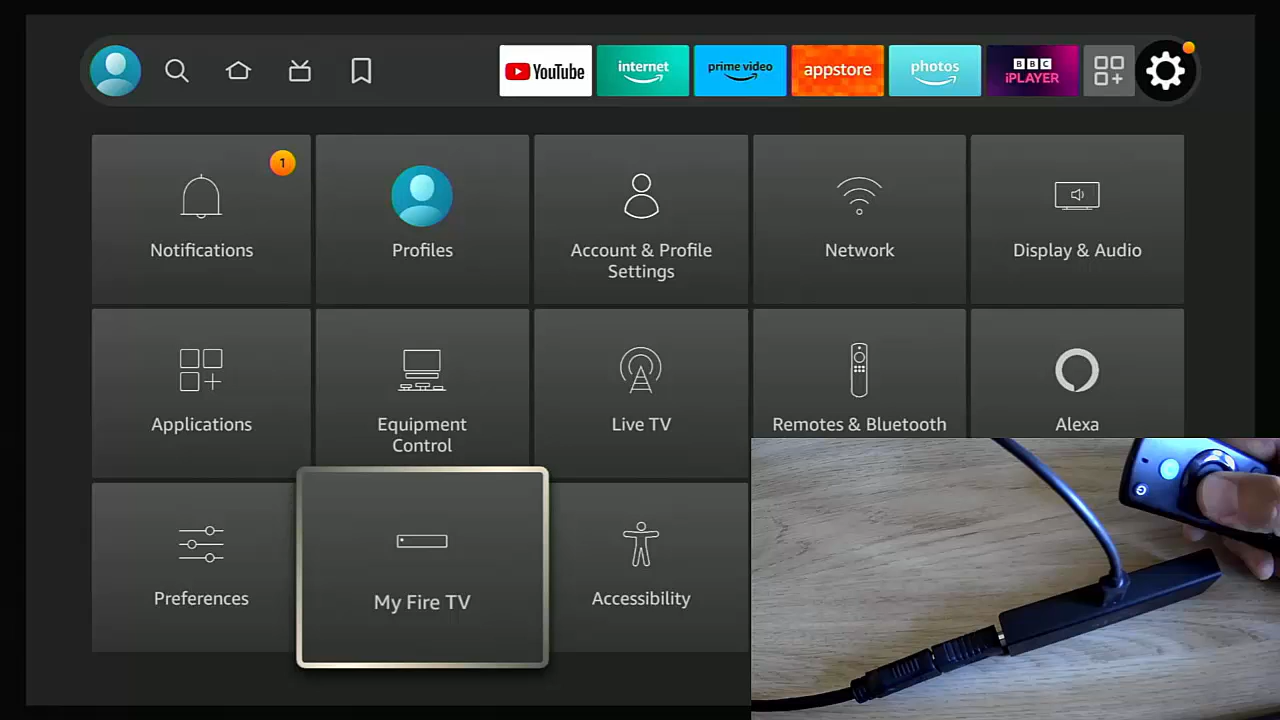 YouTube
internet
prime video
appstore
photos
BBC
iPLAYER
1
Notifications
Profiles
Account & Profile
Settings
Network
Display & Audio
Applications
Equipment
Control
Live TV
Remotes & Bluetooth
Alexa
Preferences
My Fire TV
Accessibility